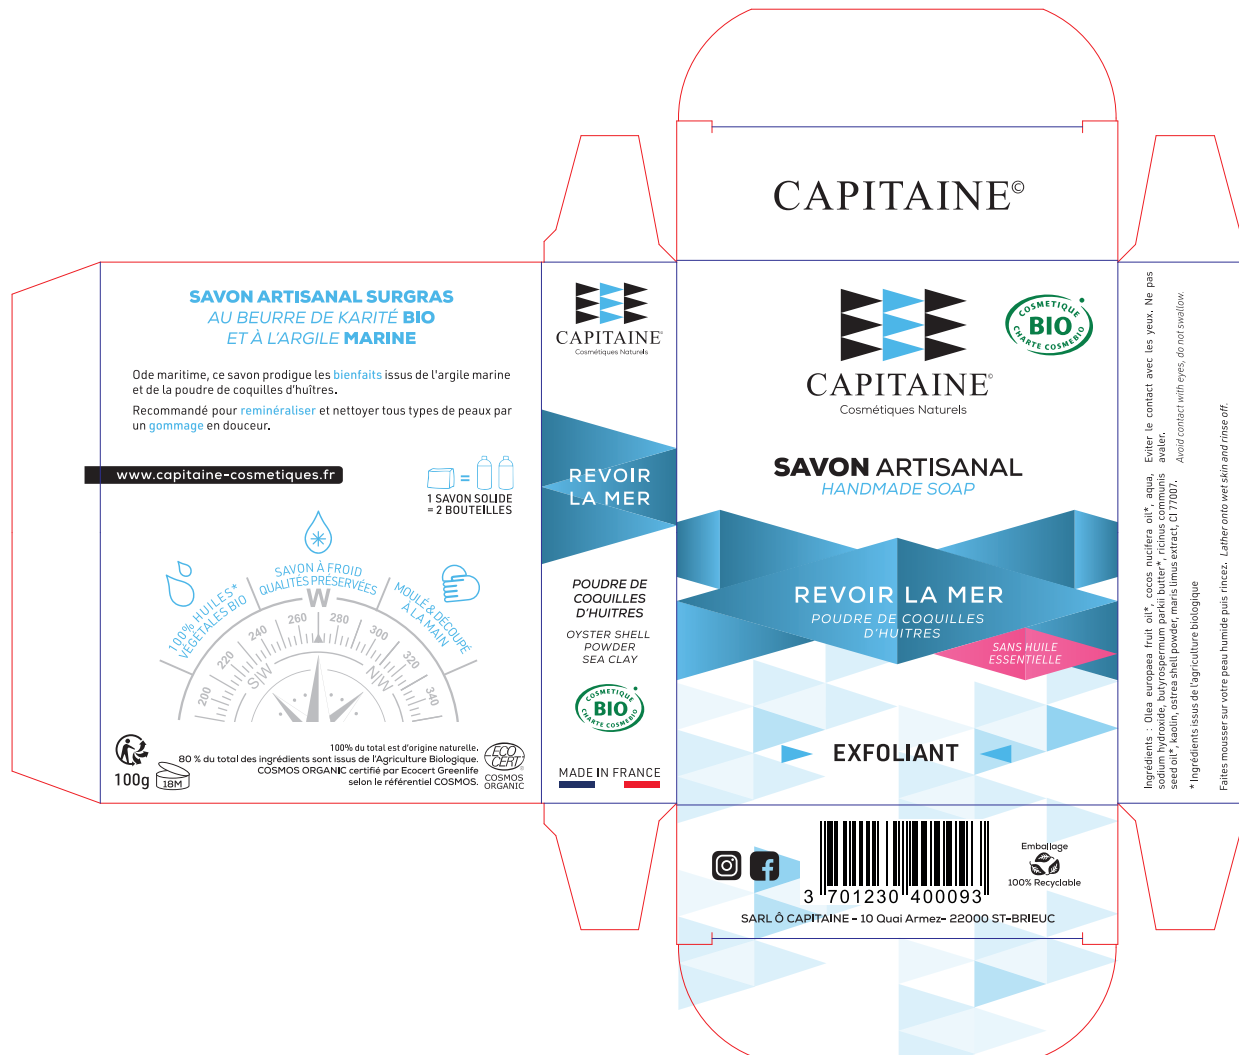 CAPITAINE©
SAVON ARTISANAL SURGRAS
AU BEURRE DE KARITÉ BIO
ET À L'ARGILE MARINE
Ode maritime, ce savon prodigue les bienfaits issus de l'argile marine
et de la poudre de coquilles d'huîtres.
Recommandé pour reminéraliser et nettoyer tous types de peaux par
un gommage en douceur.
www.capitaine-cosmetiques.fr
=
1 SAVON SOLIDE
= 2 BOUTEILLES
100% HUILES*
VÉGÉTALES BIO
SAVON À FROID
QUALITÉS PRÉSERVÉES
MOULÉ & DÉCOUPÉ
À LA MAIN
W
200 220 240 260 280 300 320 340
SW NW
100g
18M
100% du total est d'origine naturelle.
80 % du total des ingrédients sont issus de l'Agriculture Biologique.
COSMOS ORGANIC certifié par Ecocert Greenlife
selon le référentiel COSMOS.
ECO
CERT®
COSMOS
ORGANIC
CAPITAINE©
Cosmétiques Naturels
REVOIR
LA MER
POUDRE DE
COQUILLES
D'HUITRES
OYSTER SHELL
POWDER
SEA CLAY
COSMETIQUE
BIO
CHARTE COSMEBIO
MADE IN FRANCE
CAPITAINE©
Cosmétiques Naturels
COSMETIQUE
BIO
CHARTE COSMEBIO
SAVON ARTISANAL
HANDMADE SOAP
REVOIR LA MER
POUDRE DE COQUILLES
D'HUITRES
SANS HUILE
ESSENTIELLE
EXFOLIANT
3 701230 400093
Emballage
100% Recyclable
SARL Ô CAPITAINE - 10 Quai Armez- 22000 ST-BRIEUC
Ingrédients : Olea europaea fruit oil*, cocos nucifera oil*, aqua,
sodium hydroxide, butyrospermum parkii butter*, ricinus communis
seed oil*, kaolin, ostrea shell powder, maris limus extract, CI 77007.
* Ingrédients issus de l'agriculture biologique
Faites mousser sur votre peau humide puis rincez. Lather onto wet skin and rinse off.
Eviter le contact avec les yeux. Ne pas
avaler.
Avoid contact with eyes, do not swallow.